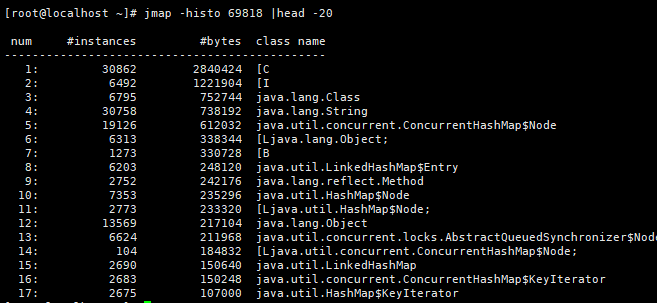 [root@localhost ~]# jmap -histo 69818 |head -20
num #instances #bytes class name
----------------------------------------------
1: 30862 2840424 [C
2: 6492 1221904 [I
3: 6795 752744 java.lang.Class
4: 30758 738192 java.lang.String
5: 19126 612032 java.util.concurrent.ConcurrentHashMap$Node
6: 6313 338344 [Ljava.lang.Object;
7: 1273 330728 [B
8: 6203 248120 java.util.LinkedHashMap$Entry
9: 2752 242176 java.lang.reflect.Method
10: 7353 235296 java.util.HashMap$Node
11: 2773 233320 [Ljava.util.HashMap$Node;
12: 13569 217104 java.lang.Object
13: 6624 211968 java.util.concurrent.locks.AbstractQueuedSynchronizer$Node
14: 104 184832 [Ljava.util.concurrent.ConcurrentHashMap$Node;
15: 2690 150640 java.util.LinkedHashMap
16: 2683 150248 java.util.concurrent.ConcurrentHashMap$KeyIterator
17: 2675 107000 java.util.HashMap$KeyIterator